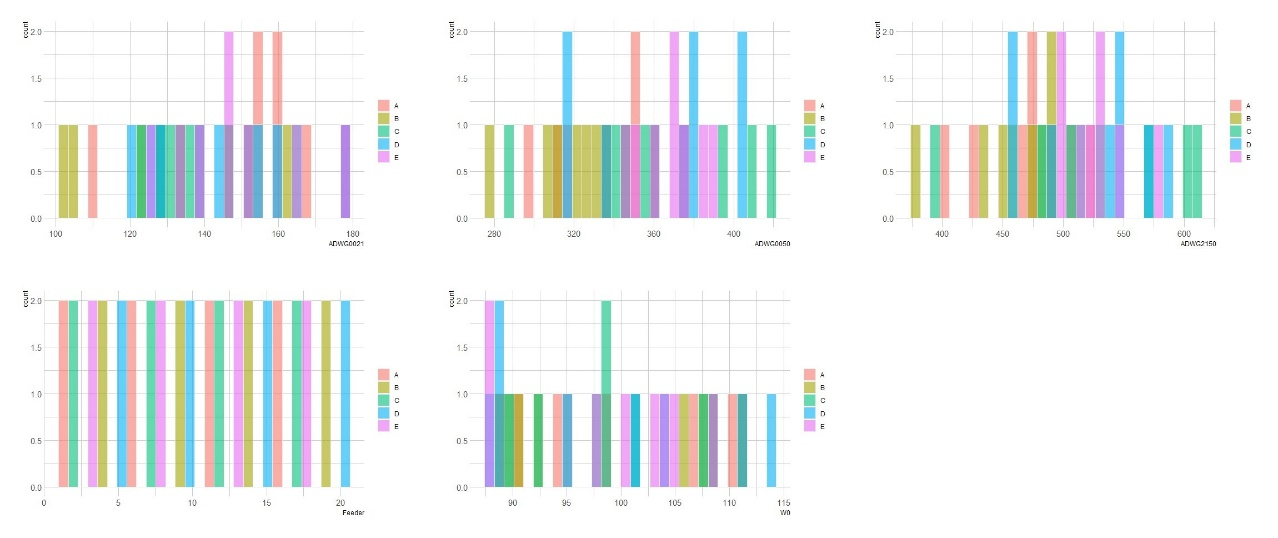 count
2.0
1.5
1.0
0.5
0.0
100 120 140 160 180
ADWG0021
A
B
C
D
E
count
2.0
1.5
1.0
0.5
0.0
280 320 360 400
ADWG0050
A
B
C
D
E
count
2.0
1.5
1.0
0.5
0.0
400 450 500 550 600
ADWG2150
A
B
C
D
E
count
2.0
1.5
1.0
0.5
0.0
0 5 10 15 20
Feeder
A
B
C
D
E
count
2.0
1.5
1.0
0.5
0.0
90 95 100 105 110 115
W0
A
B
C
D
E